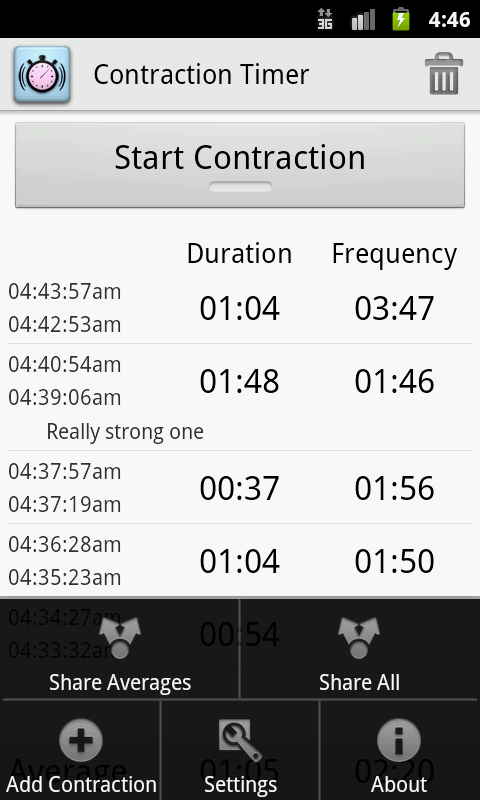 3G 4:46
Contraction Timer
Start Contraction
Duration Frequency
04:43:57am
04:42:53am
01:04 03:47
04:40:54am
04:39:06am
01:48 01:46
Really strong one
04:37:57am
04:37:19am
00:37 01:56
04:36:28am
04:35:23am
01:04 01:50
04:34:27am
04:33:32am
00:54
Share Averages Share All
Average 01:05 02:20
Add Contraction Settings About